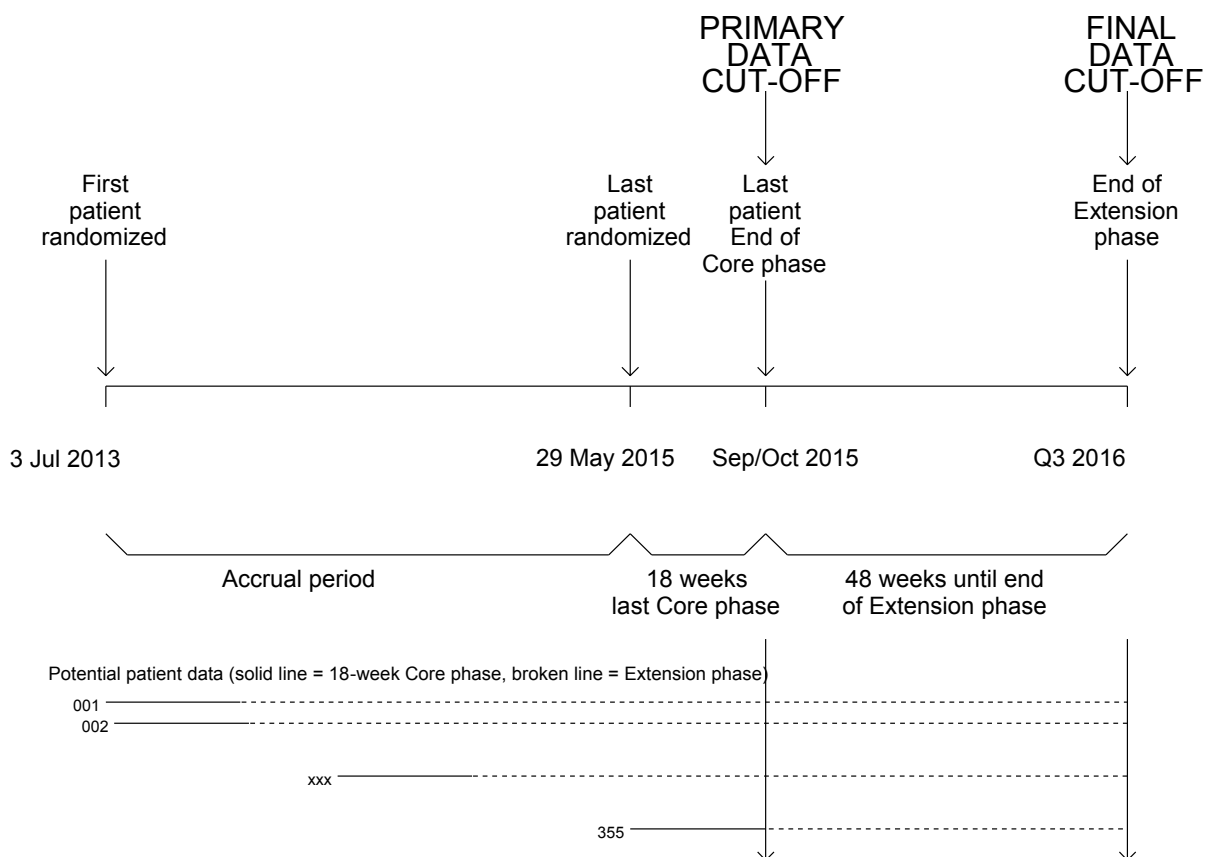 PRIMARY
DATA
CUT-OFF
FINAL
DATA
CUT-OFF
First
patient
randomized
Last
patient
randomized
Last
patient
End of
Core phase
End of
Extension
phase
3 Jul 2013
29 May 2015
Sep/Oct 2015
Q3 2016
Accrual period
18 weeks
last Core phase
48 weeks until end
of Extension phase
Potential patient data (solid line = 18-week Core phase, broken line = Extension phase)
001
002
xxx
355